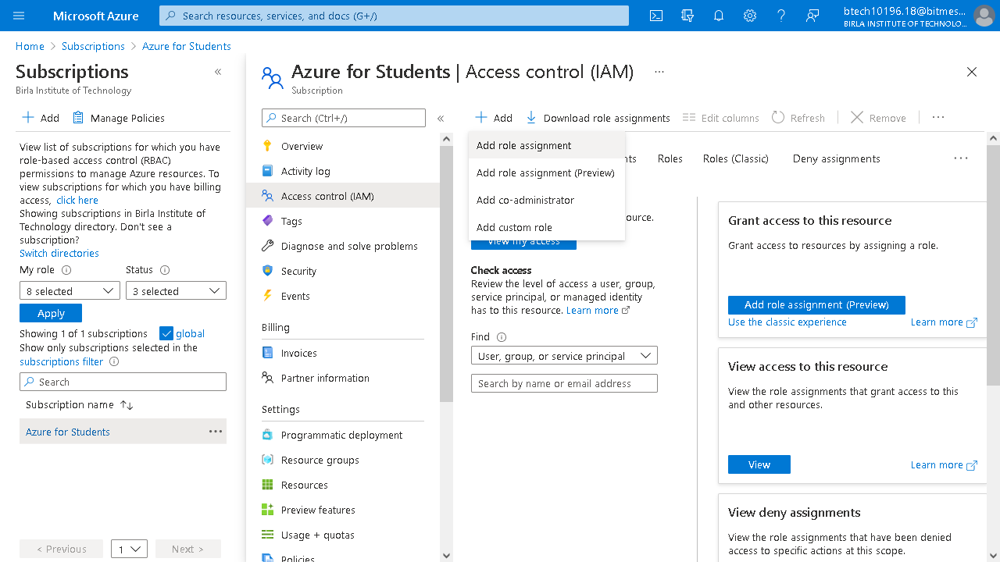 Microsoft Azure
Search resources, services, and docs (G+/)
btech10196.18@bitmes...
BIRLA INSTITUTE OF TECHNOLO...
Home > Subscriptions > Azure for Students
Subscriptions
Birla Institute of Technology
Add
Manage Policies
View list of subscriptions for which you have
role-based access control (RBAC)
permissions to manage Azure resources. To
view subscriptions for which you have billing
access, click here
Showing subscriptions in Birla Institute of
Technology directory. Don't see a
subscription?
Switch directories
My role
Status
8 selected
3 selected
Apply
Showing 1 of 1 subscriptions
global
Show only subscriptions selected in the
subscriptions filter
Search
Subscription name
Azure for Students
< Previous
1
Next >
Azure for Students | Access control (IAM)
Subscription
Search (Ctrl+/)
Overview
Activity log
Access control (IAM)
Tags
Diagnose and solve problems
Security
Events
Billing
Invoices
Partner information
Settings
Programmatic deployment
Resource groups
Resources
Preview features
Usage + quotas
Policies
Add
Download role assignments
Edit columns
Refresh
Remove
Add role assignment
Add role assignment (Preview)
Add co-administrator
Add custom role
Roles
Roles (Classic)
Deny assignments
View my access
Check access
Review the level of access a user, group,
service principal, or managed identity
has to this resource. Learn more
Find
User, group, or service principal
Search by name or email address
Grant access to this resource
Grant access to resources by assigning a role.
Add role assignment (Preview)
Use the classic experience
Learn more
View access to this resource
View the role assignments that grant access to this
and other resources.
View
Learn more
View deny assignments
View the role assignments that have been denied
access to specific actions at this scope.